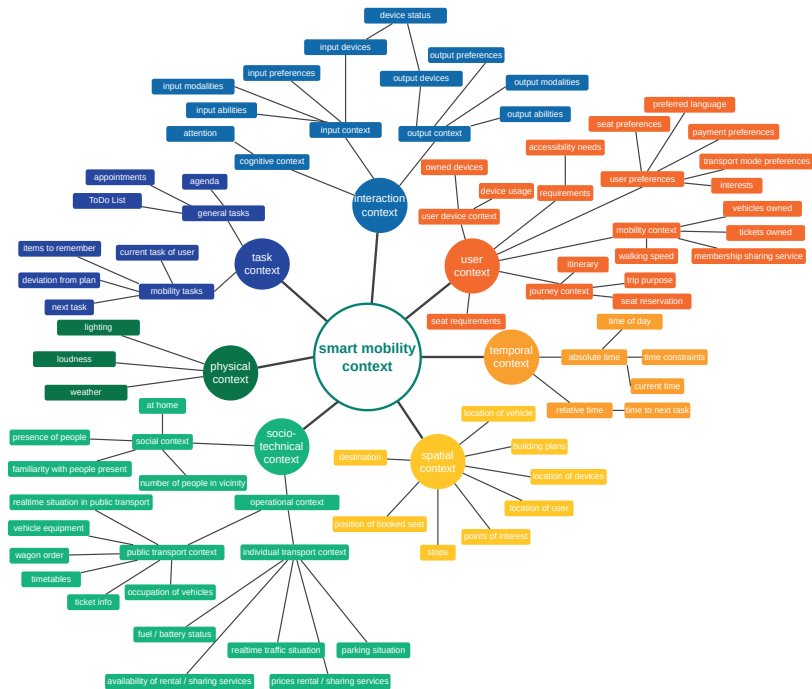 device status
input devices
output preferences
input preferences
output devices
output modalities
input modalities
input abilities
output abilities
attention
input context
output context
preferred language
seat preferences
payment preferences
accessibility needs
cognitive context
owned devices
transport mode preferences
user preferences
appointments
agenda
device usage
requirements
interests
ToDo List
interaction
context
general tasks
user device context
vehicles owned
mobility context
tickets owned
items to remember
current task of user
task
context
user
context
walking speed
membership sharing service
itinerary
deviation from plan
mobility tasks
journey context
trip purpose
seat reservation
next task
lighting
seat requirements
time of day
smart mobility
context
loudness
physical
context
temporal
context
absolute time
time constraints
weather
current time
at home
location of vehicle
relative time
time to next task
presence of people
social context
socio-
technical
context
destination
spatial
context
building plans
familiarity with people present
location of devices
number of people in vicinity
realtime situation in public transport
operational context
location of user
vehicle equipment
position of booked seat
points of interest
wagon order
public transport context
individual transport context
stops
timetables
occupation of vehicles
ticket info
fuel / battery status
realtime traffic situation
parking situation
availability of rental / sharing services
prices rental / sharing services